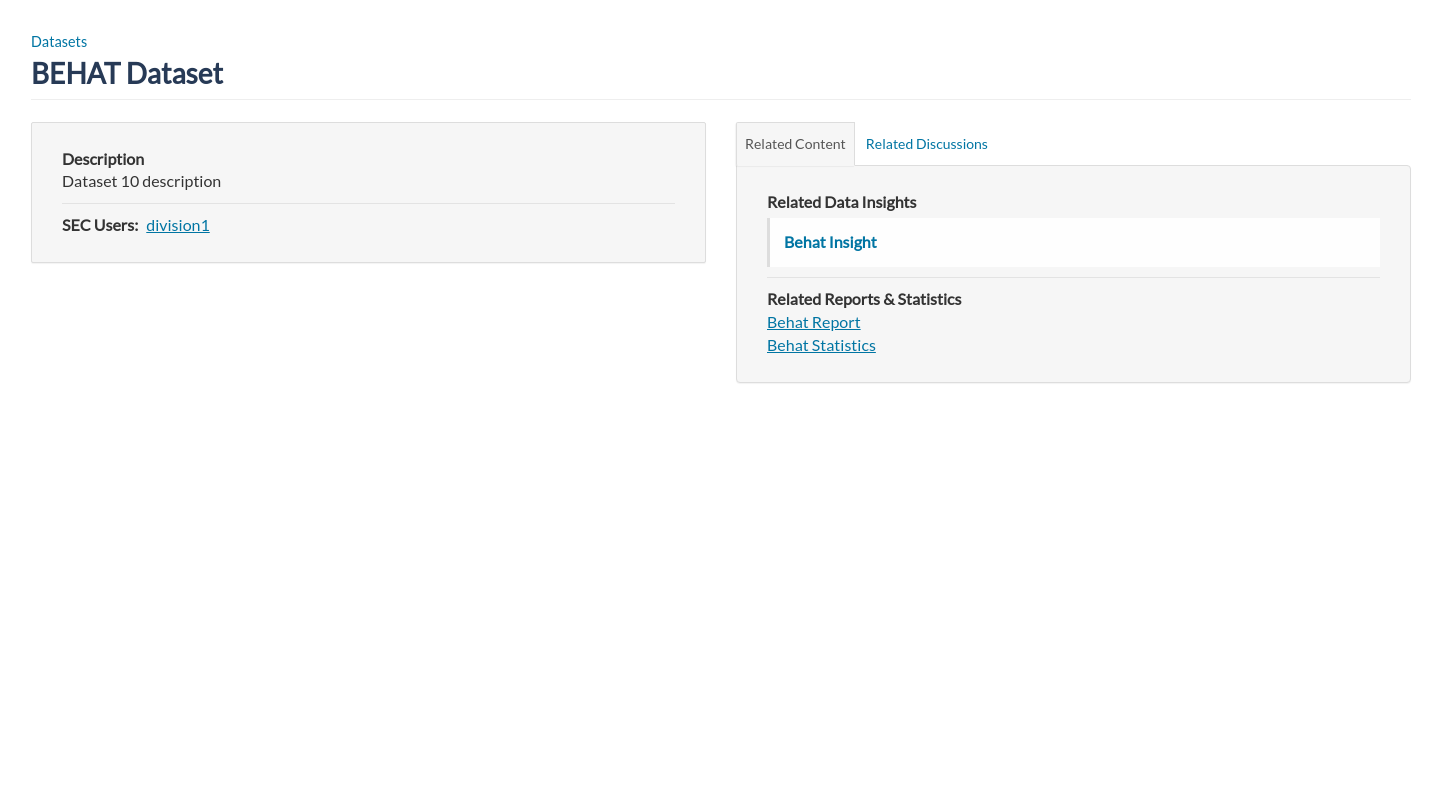 Datasets
BEHAT Dataset
Description
Dataset 10 description
SEC Users: division1
Related Content
Related Discussions
Related Data Insights
Behat Insight
Related Reports & Statistics
Behat Report
Behat Statistics